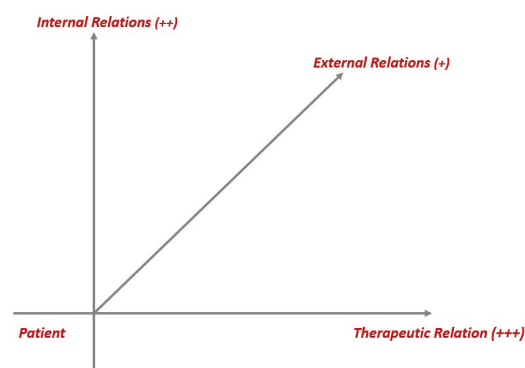 Internal Relations (++)
External Relations (+)
Patient
Therapeutic Relation (+++)